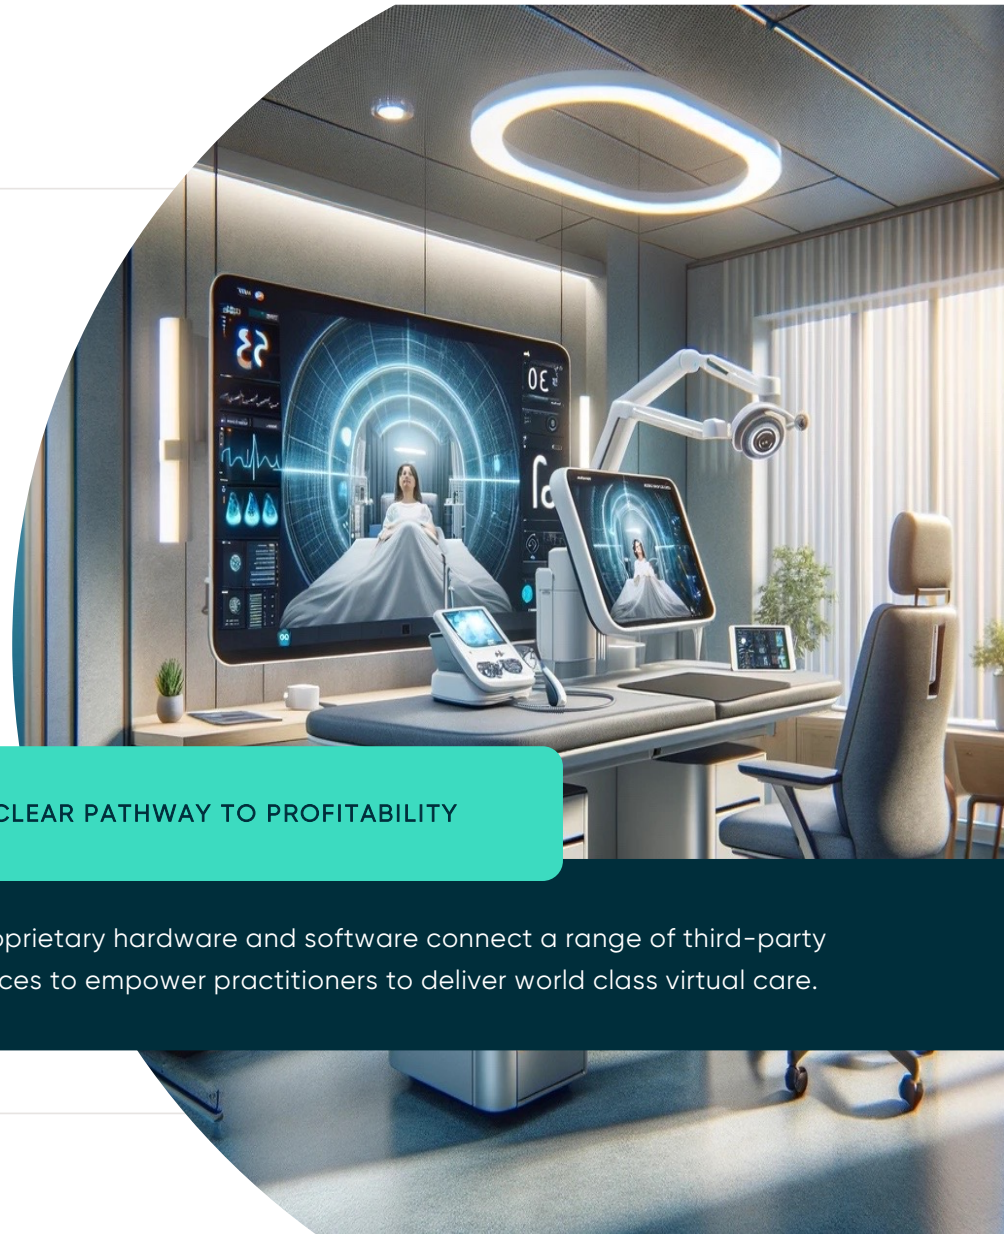 CLEAR PATHWAY TO PROFITABILITY
oprietary hardware and software connect a range of third-party
ces to empower practitioners to deliver world class virtual care.